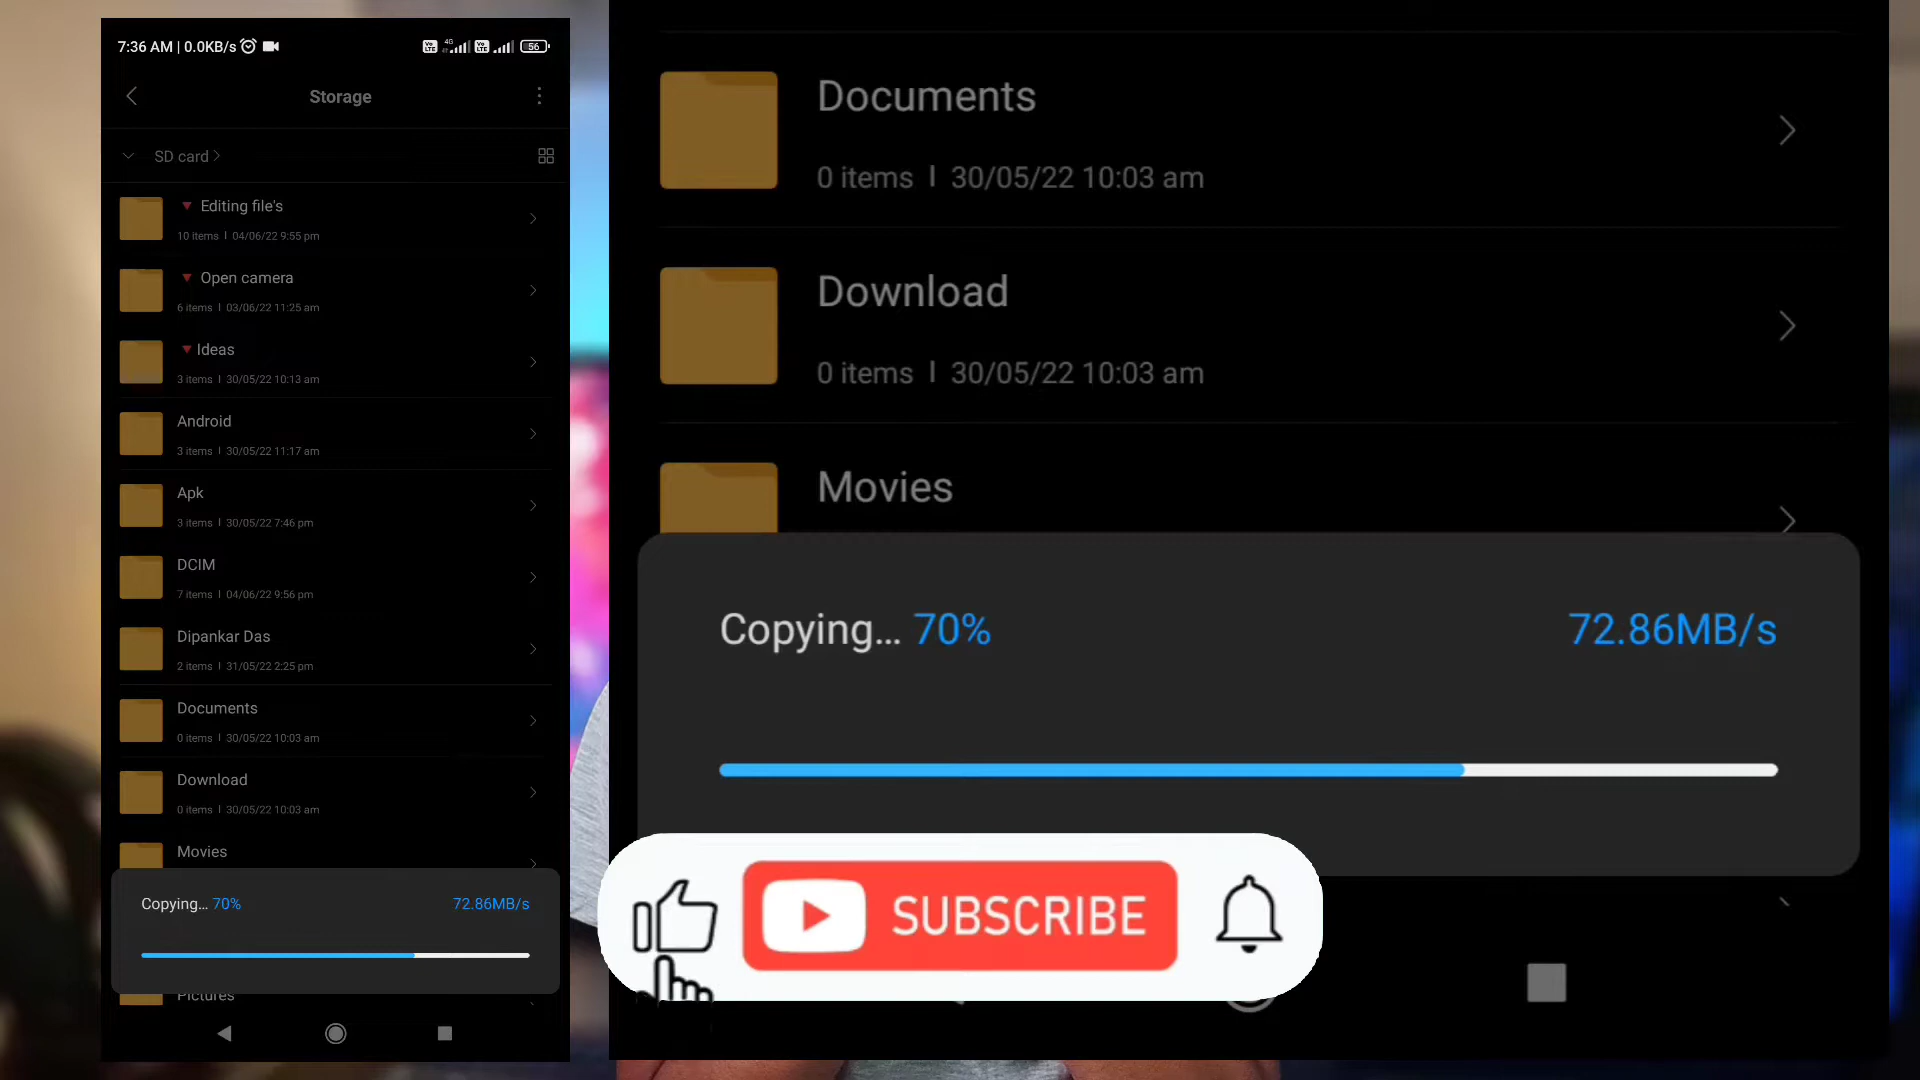 7:36 AM | 0.0KB/s
Vo LTE 4G Vo LTE 56
Storage
SD card
Editing file's
10 items | 04/06/22 9:55 pm
Open camera
6 items | 03/06/22 11:25 am
Ideas
3 items | 30/05/22 10:13 am
Android
3 items | 30/05/22 11:17 am
Apk
3 items | 30/05/22 7:46 pm
DCIM
7 items | 04/06/22 9:56 pm
Dipankar Das
2 items | 31/05/22 2:25 pm
Documents
0 items | 30/05/22 10:03 am
Download
0 items | 30/05/22 10:03 am
Movies
Copying... 70% 72.86MB/s
Pictures
Documents
0 items | 30/05/22 10:03 am
Download
0 items | 30/05/22 10:03 am
Movies
Copying... 70% 72.86MB/s
SUBSCRIBE